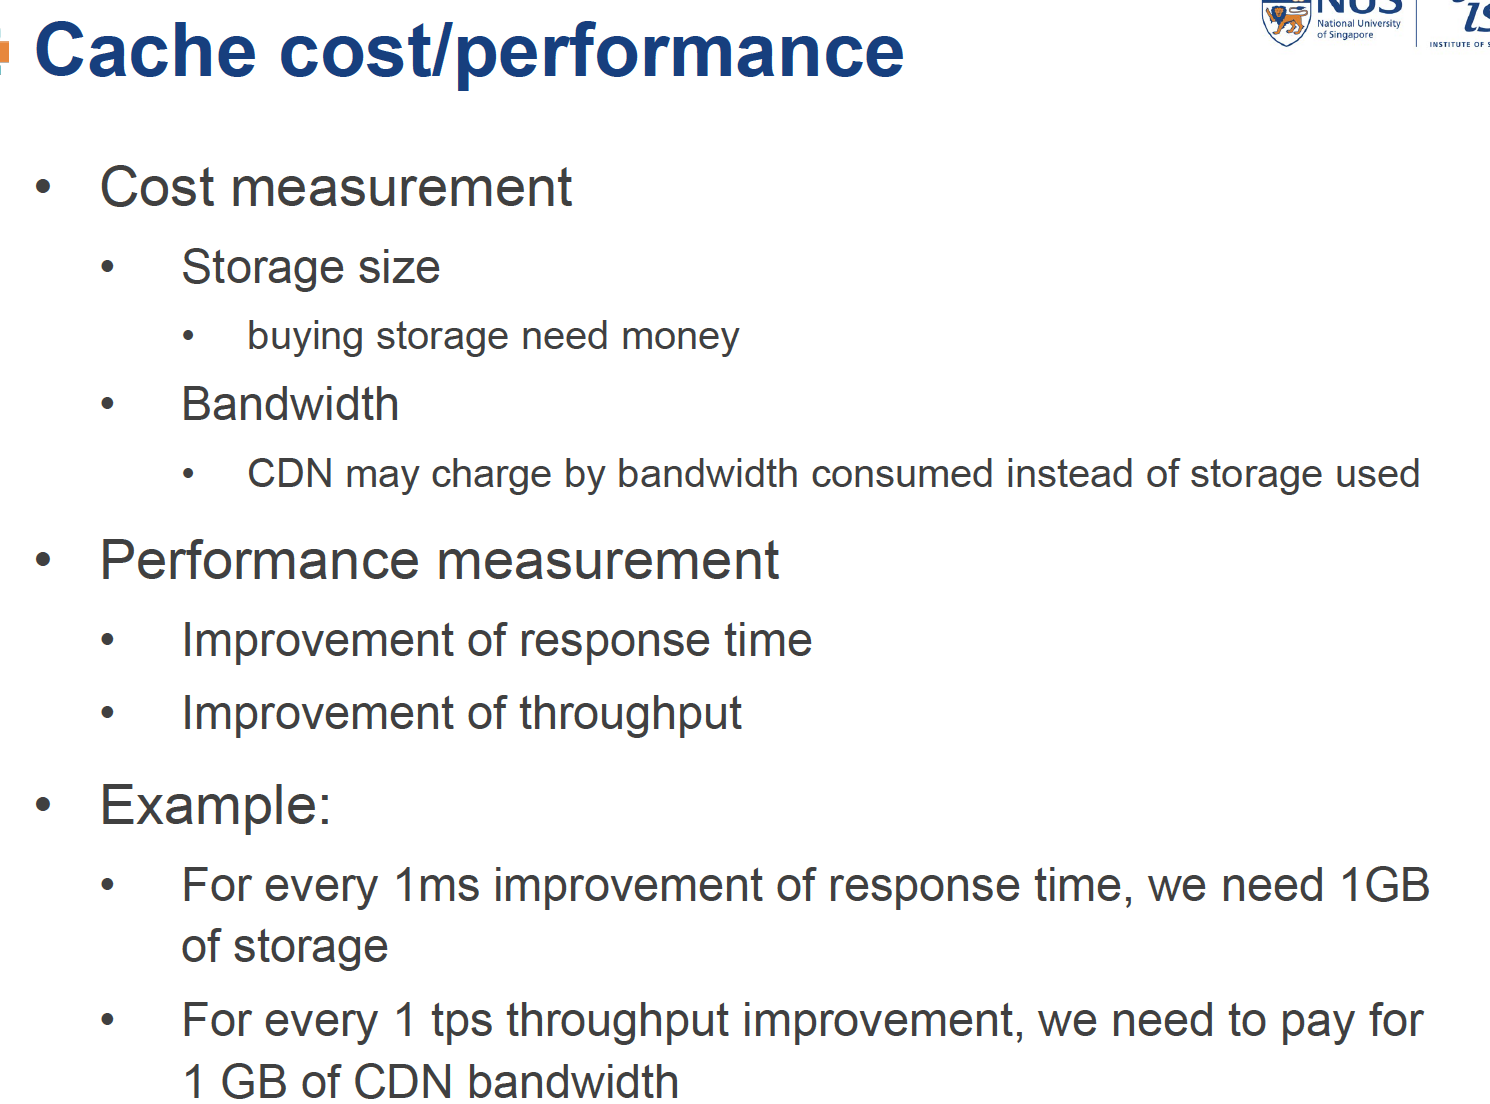 Cache cost/performance
NUS
National University
of Singapore
INSTITUTE OF
• Cost measurement
• Storage size
• buying storage need money
• Bandwidth
• CDN may charge by bandwidth consumed instead of storage used
• Performance measurement
• Improvement of response time
• Improvement of throughput
• Example:
• For every 1ms improvement of response time, we need 1GB
of storage
• For every 1 tps throughput improvement, we need to pay for
1 GB of CDN bandwidth